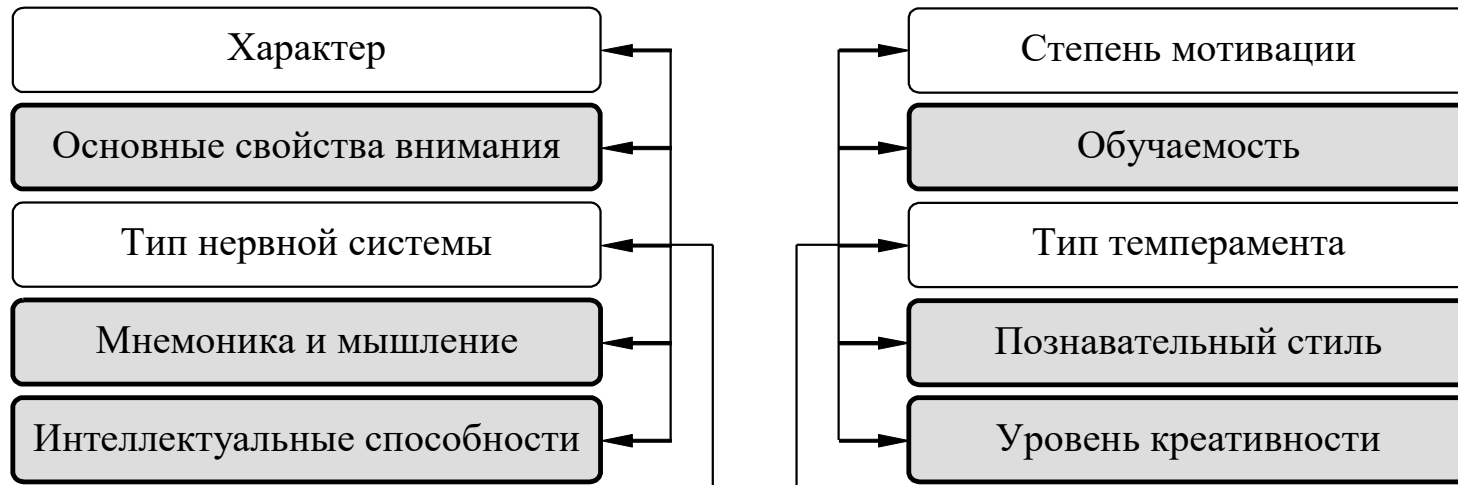 Характер
Основные свойства внимания
Тип нервной системы
Мнемоника и мышление
Интеллектуальные способности
Степень мотивации
Обучаемость
Тип темперамента
Познавательный стиль
Уровень креативности